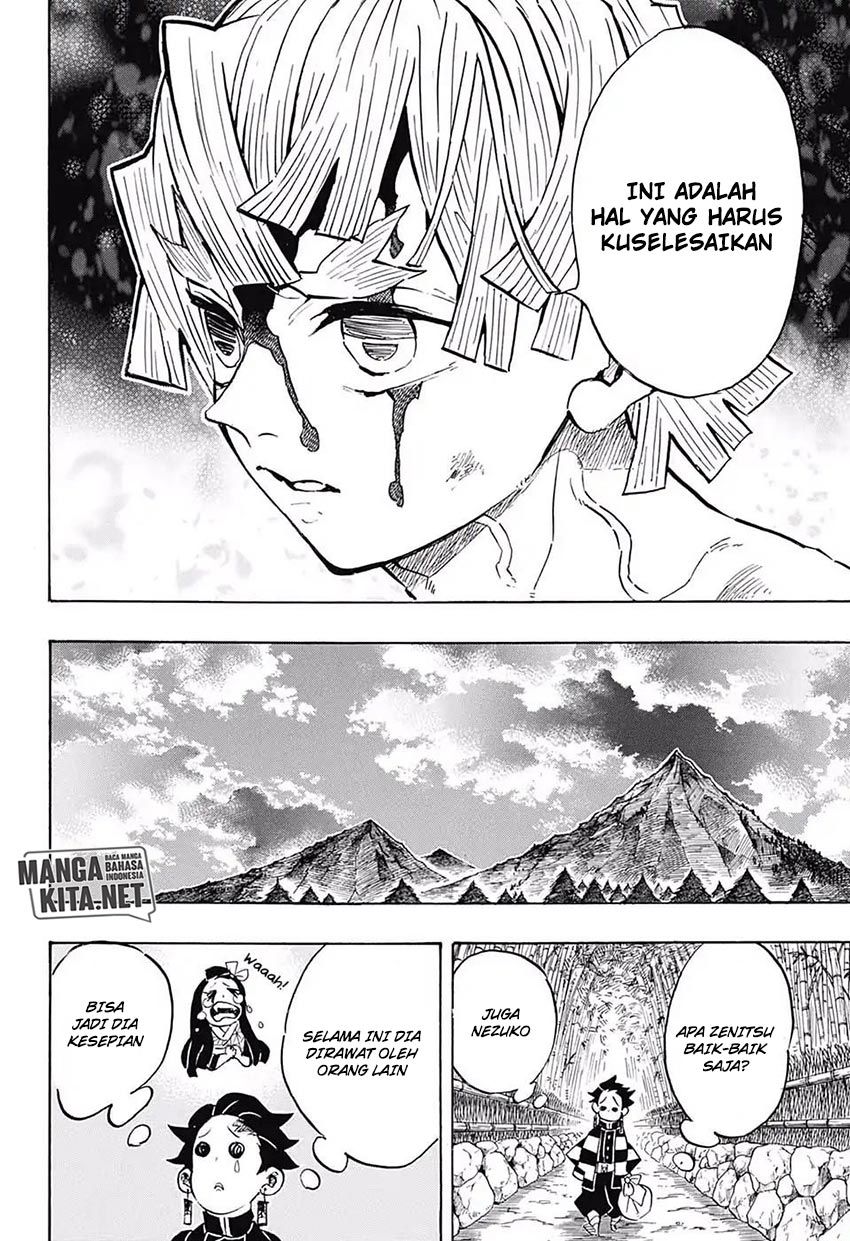 INI ADALAH
HAL YANG HARUS
KUSELESAIKAN
MANGA
KITA.NET
BACA MANGA
BAHASA
INDONESIA
APA ZENITSU
BAIK-BAIK
SAJA?
JUGA
NEZUKO
SELAMA INI DIA
DIRAWAT OLEH
ORANG LAIN
Waaah!
BISA
JADI DIA
KESEPIAN